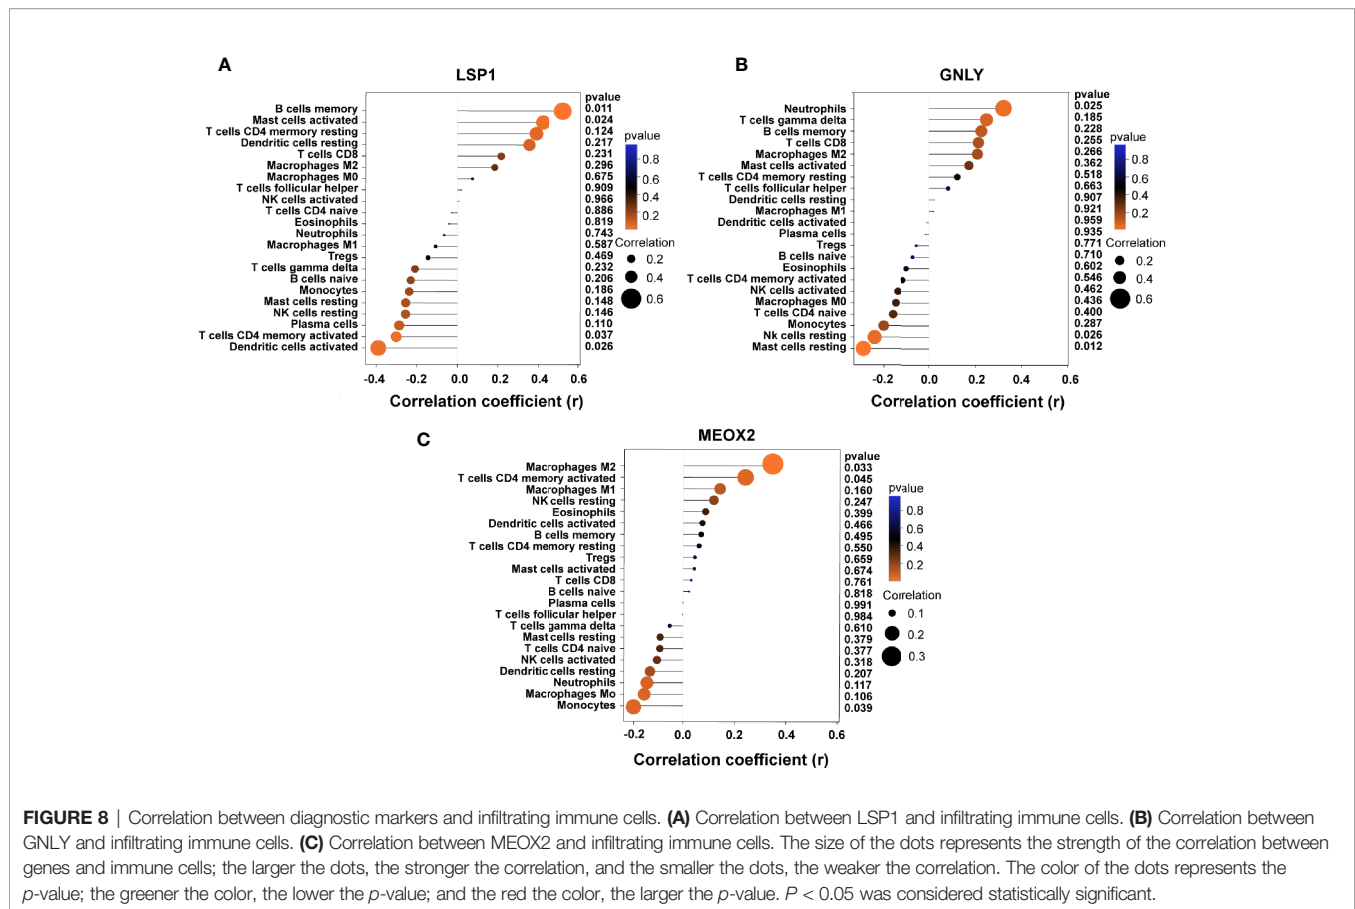 A
LSP1
pvalue
B cells memory 0.011
Mast cells activated 0.024
T cells CD4 mermory resting 0.124
Dendritic cells resting 0.217
T cells CD8 0.231
Macrophages M2 0.296
Macrophages M0 0.675
T cells follicular helper 0.909
NK cells activated 0.966
T cells CD4 naive 0.886
Eosinophils 0.819
Neutrophils 0.743
Macrophages M1 0.587
Tregs 0.469
T cells gamma delta 0.232
B cells naive 0.206
Monocytes 0.186
Mast cells resting 0.148
NK cells resting 0.146
Plasma cells 0.110
T cells CD4 memory activated 0.037
Dendritic cells activated 0.026
-0.4 -0.2 0.0 0.2 0.4 0.6
Correlation coefficient (r)
pvalue
0.8
0.6
0.4
0.2
Correlation
0.2
0.4
0.6
B
GNLY
pvalue
Neutrophils 0.025
T cells gamma delta 0.185
B cells memory 0.228
T cells CD8 0.255
Macrophages M2 0.266
Mast cells activated 0.362
T cells CD4 memory resting 0.518
T cells follicular helper 0.663
Dendritic cells resting 0.907
Macrophages M1 0.921
Dendritic cells activated 0.959
Plasma cells 0.935
Tregs 0.771
B cells naive 0.710
Eosinophils 0.602
T cells CD4 memory activated 0.546
NK cells activated 0.462
Macrophages M0 0.436
T cells CD4 naive 0.400
Monocytes 0.287
Nk cells resting 0.026
Mast cells resting 0.012
-0.2 0.0 0.2 0.4 0.6
Correlation coefficient (r)
pvalue
0.8
0.6
0.4
0.2
Correlation
0.2
0.4
0.6
C
MEOX2
pvalue
Macrophages M2 0.033
T cells CD4 memory activated 0.045
Macrophages M1 0.160
NK cells resting 0.247
Eosinophils 0.399
Dendritic cells activated 0.466
B cells memory 0.495
T cells CD4 memory resting 0.550
Tregs 0.659
Mast cells activated 0.674
T cells CD8 0.761
B cells naive 0.818
Plasma cells 0.991
T cells follicular helper 0.984
T cells gamma delta 0.610
Mast cells resting 0.379
T cells CD4 naive 0.377
NK cells activated 0.318
Dendritic cells resting 0.207
Neutrophils 0.117
Macrophages Mo 0.106
Monocytes 0.039
-0.2 0.0 0.2 0.4 0.6
Correlation coefficient (r)
pvalue
0.8
0.6
0.4
0.2
Correlation
0.1
0.2
0.3
FIGURE 8 | Correlation between diagnostic markers and infiltrating immune cells. (A) Correlation between LSP1 and infiltrating immune cells. (B) Correlation between
GNLY and infiltrating immune cells. (C) Correlation between MEOX2 and infiltrating immune cells. The size of the dots represents the strength of the correlation between
genes and immune cells; the larger the dots, the stronger the correlation, and the smaller the dots, the weaker the correlation. The color of the dots represents the
p-value; the greener the color, the lower the p-value; and the red the color, the larger the p-value. P < 0.05 was considered statistically significant.